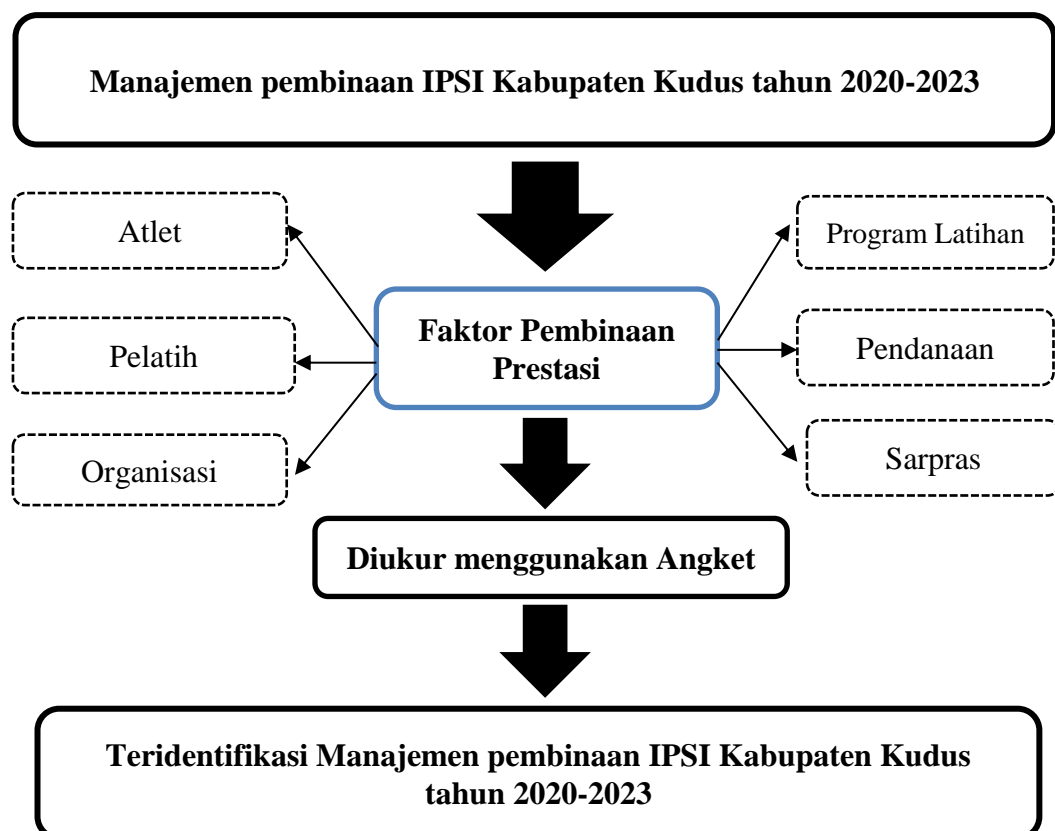 Manajemen pembinaan IPSI Kabupaten Kudus tahun 2020-2023
Atlet
Pelatih
Organisasi
Faktor Pembinaan
Prestasi
Program Latihan
Pendanaan
Sarpras
Diukur menggunakan Angket
Teridentifikasi Manajemen pembinaan IPSI Kabupaten Kudus
tahun 2020-2023